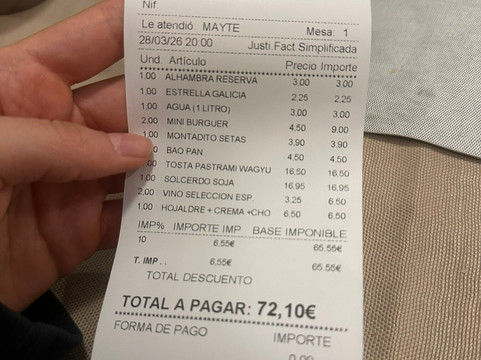 Nif:
Le atendió MAYTE Mesa: 1
28/03/26 20:00 Justi Fact Simplificada
Und. Artículo Precio Importe
1.00 ALHAMBRA RESERVA 3.00 3.00
1.00 ESTRELLA GALICIA 2,25 2,25
1.00 AGUA (1 LITRO) 3,00 3,00
2.00 MINI BURGUER 4,50 9,00
1.00 MONTADITO SETAS 3,90 3,90
BAO PAN 4,50 4,50
1.00 TOSTA PASTRAMI WAGYU 16,50 16,50
1.00 SOLCERDO SOJA 16,95 16,95
2.00 VINO SELECCION ESP. 3,25 6,50
1.00 HOJALDRE + CREMA +CHO 6,50 6,50
IMP% IMPORTE IMP BASE IMPONIBLE
10 6,55€ 65,55€
T. IMP . . 6,55€ 65,55€
TOTAL DESCUENTO
TOTAL A PAGAR: 72,10€
FORMA DE PAGO IMPORTE
0,00